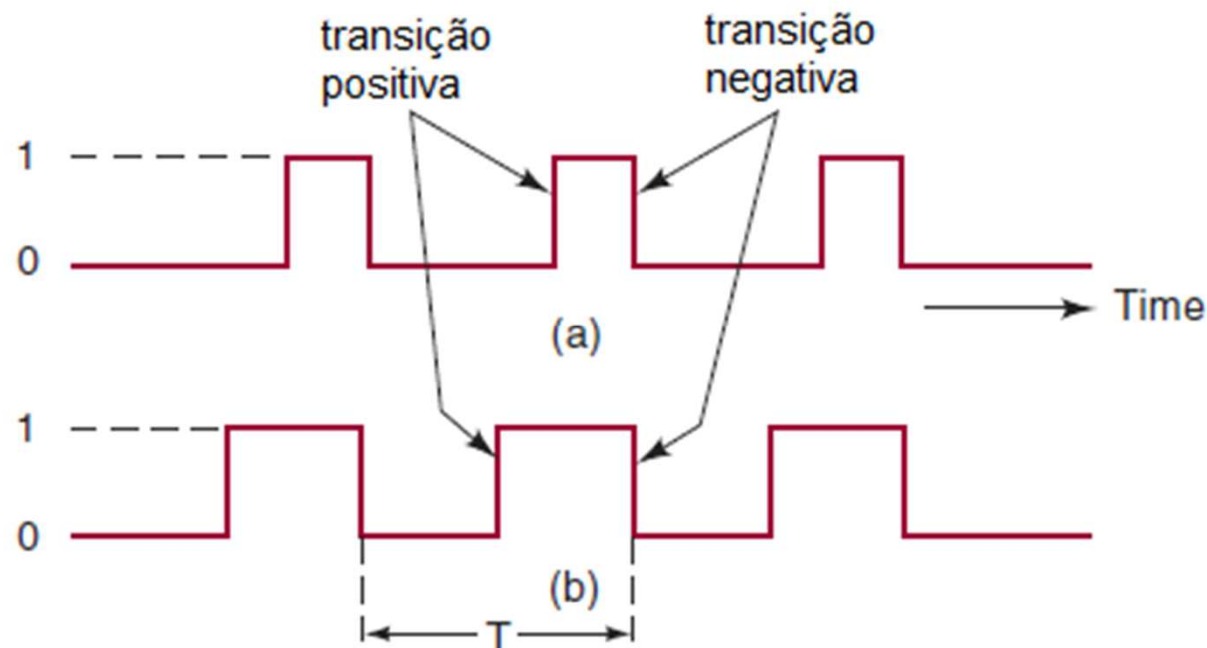 transição
positiva
transição
negativa
1
0
Time
(a)
1
0
(b)
T